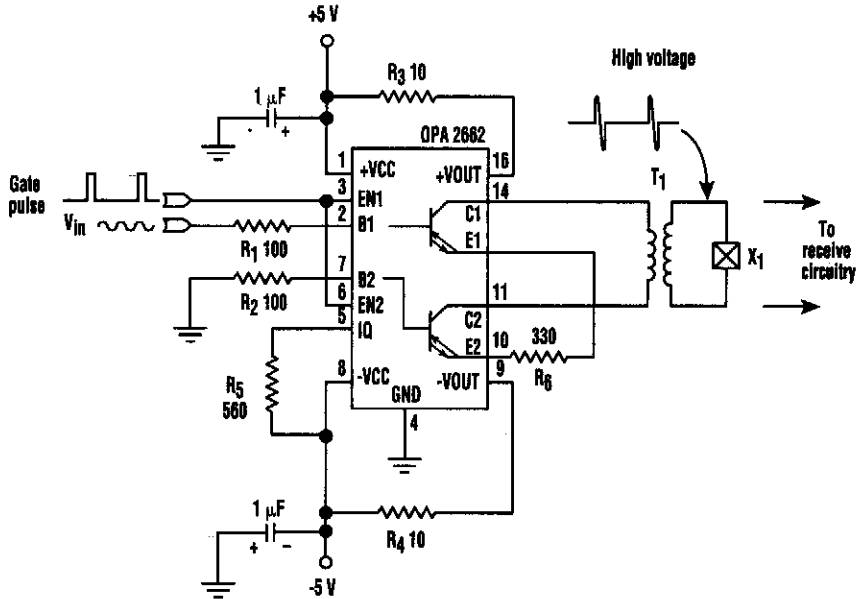 +5 V
High voltage
R3 10
1 μF
+
OPA 2662
1
+VCC
+VOUT
16
T1
Gate
pulse
3
EN1
14
C1
Vin
2
B1
R1 100
E1
To
receive
circuitry
X1
7
B2
R2 100
6
EN2
11
C2
5
IQ
10
E2
330
R6
8
-VCC
9
-VOUT
R5
560
GND
4
1 μF
+ −
R4 10
-5 V